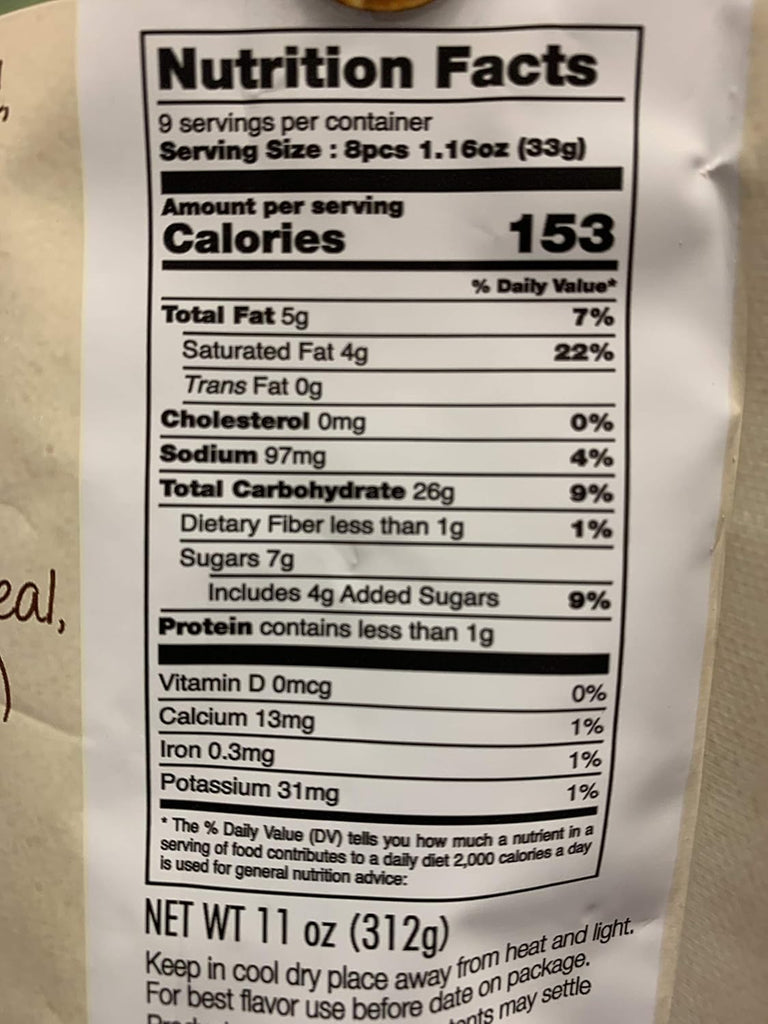 Nutrition Facts
9 servings per container
Serving Size : 8pcs 1.16oz (33g)
Amount per serving
Calories 153
% Daily Value*
Total Fat 5g 7%
Saturated Fat 4g 22%
Trans Fat 0g
Cholesterol 0mg 0%
Sodium 97mg 4%
Total Carbohydrate 26g 9%
Dietary Fiber less than 1g 1%
Sugars 7g
Includes 4g Added Sugars 9%
Protein contains less than 1g
Vitamin D 0mcg 0%
Calcium 13mg 1%
Iron 0.3mg 1%
Potassium 31mg 1%
* The % Daily Value (DV) tells you how much a nutrient in a
serving of food contributes to a daily diet 2,000 calories a day
is used for general nutrition advice:
NET WT 11 oz (312g)
Keep in cool dry place away from heat and light.
For best flavor use before date on package.
may settle
eal,
)